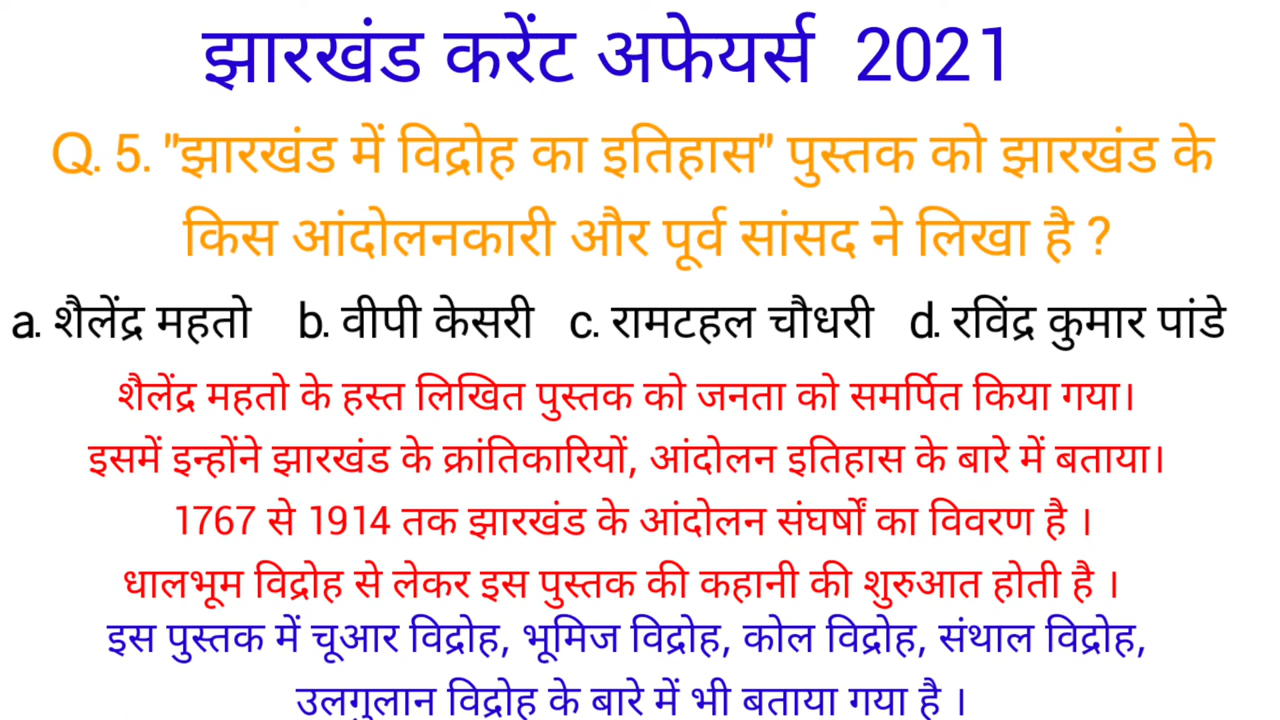 झारखंड करेंट अफेयर्स 2021
Q. 5. "झारखंड में विद्रोह का इतिहास" पुस्तक को झारखंड के
किस आंदोलनकारी और पूर्व सांसद ने लिखा है ?
a. शैलेंद्र महतो b. वीपी केसरी c. रामटहल चौधरी d. रविंद्र कुमार पांडे
शैलेंद्र महतो के हस्त लिखित पुस्तक को जनता को समर्पित किया गया।
इसमें इन्होंने झारखंड के क्रांतिकारियों, आंदोलन इतिहास के बारे में बताया।
1767 से 1914 तक झारखंड के आंदोलन संघर्षों का विवरण है ।
धालभूम विद्रोह से लेकर इस पुस्तक की कहानी की शुरुआत होती है ।
इस पुस्तक में चूआर विद्रोह, भूमिज विद्रोह, कोल विद्रोह, संथाल विद्रोह,
उलगुलान विद्रोह के बारे में भी बताया गया है ।